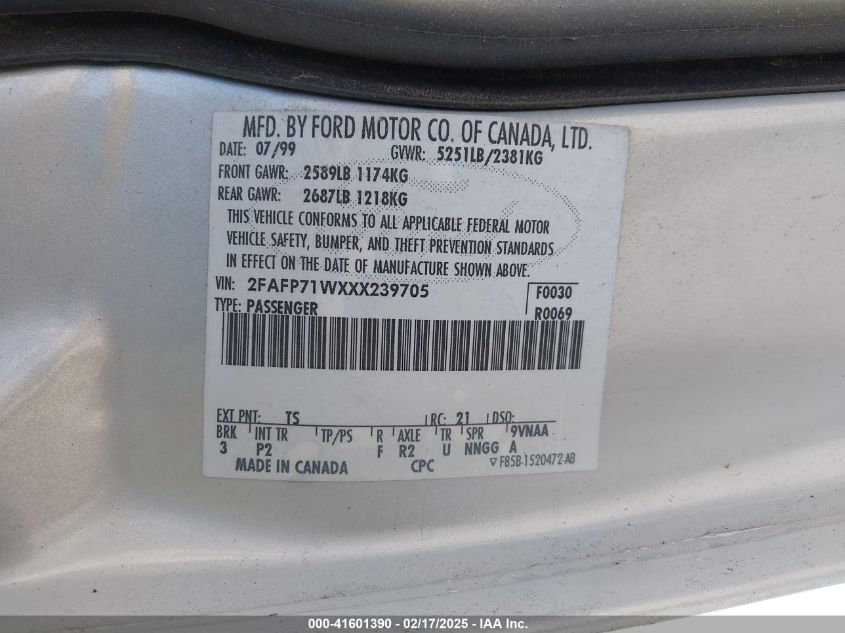 MFD. BY FORD MOTOR CO. OF CANADA, LTD.
DATE: 07/99 GVWR: 5251LB/2381KG
FRONT GAWR: 2589LB 1174KG
REAR GAWR: 2687LB 1218KG
THIS VEHICLE CONFORMS TO ALL APPLICABLE FEDERAL MOTOR
VEHICLE SAFETY, BUMPER, AND THEFT PREVENTION STANDARDS
IN EFFECT ON THE DATE OF MANUFACTURE SHOWN ABOVE.
VIN: 2FAFP71WXXX239705 F0030
TYPE: PASSENGER R0069
EXT PNT: TS RC: 21 DSO:
BRK INT TR TP/PS R AXLE TR SPR 9VNAA
3 P2 F R2 U NNGG A
MADE IN CANADA CPC F85B-1520472-AB
000-41601390 - 02/17/2025 - IAAI.com